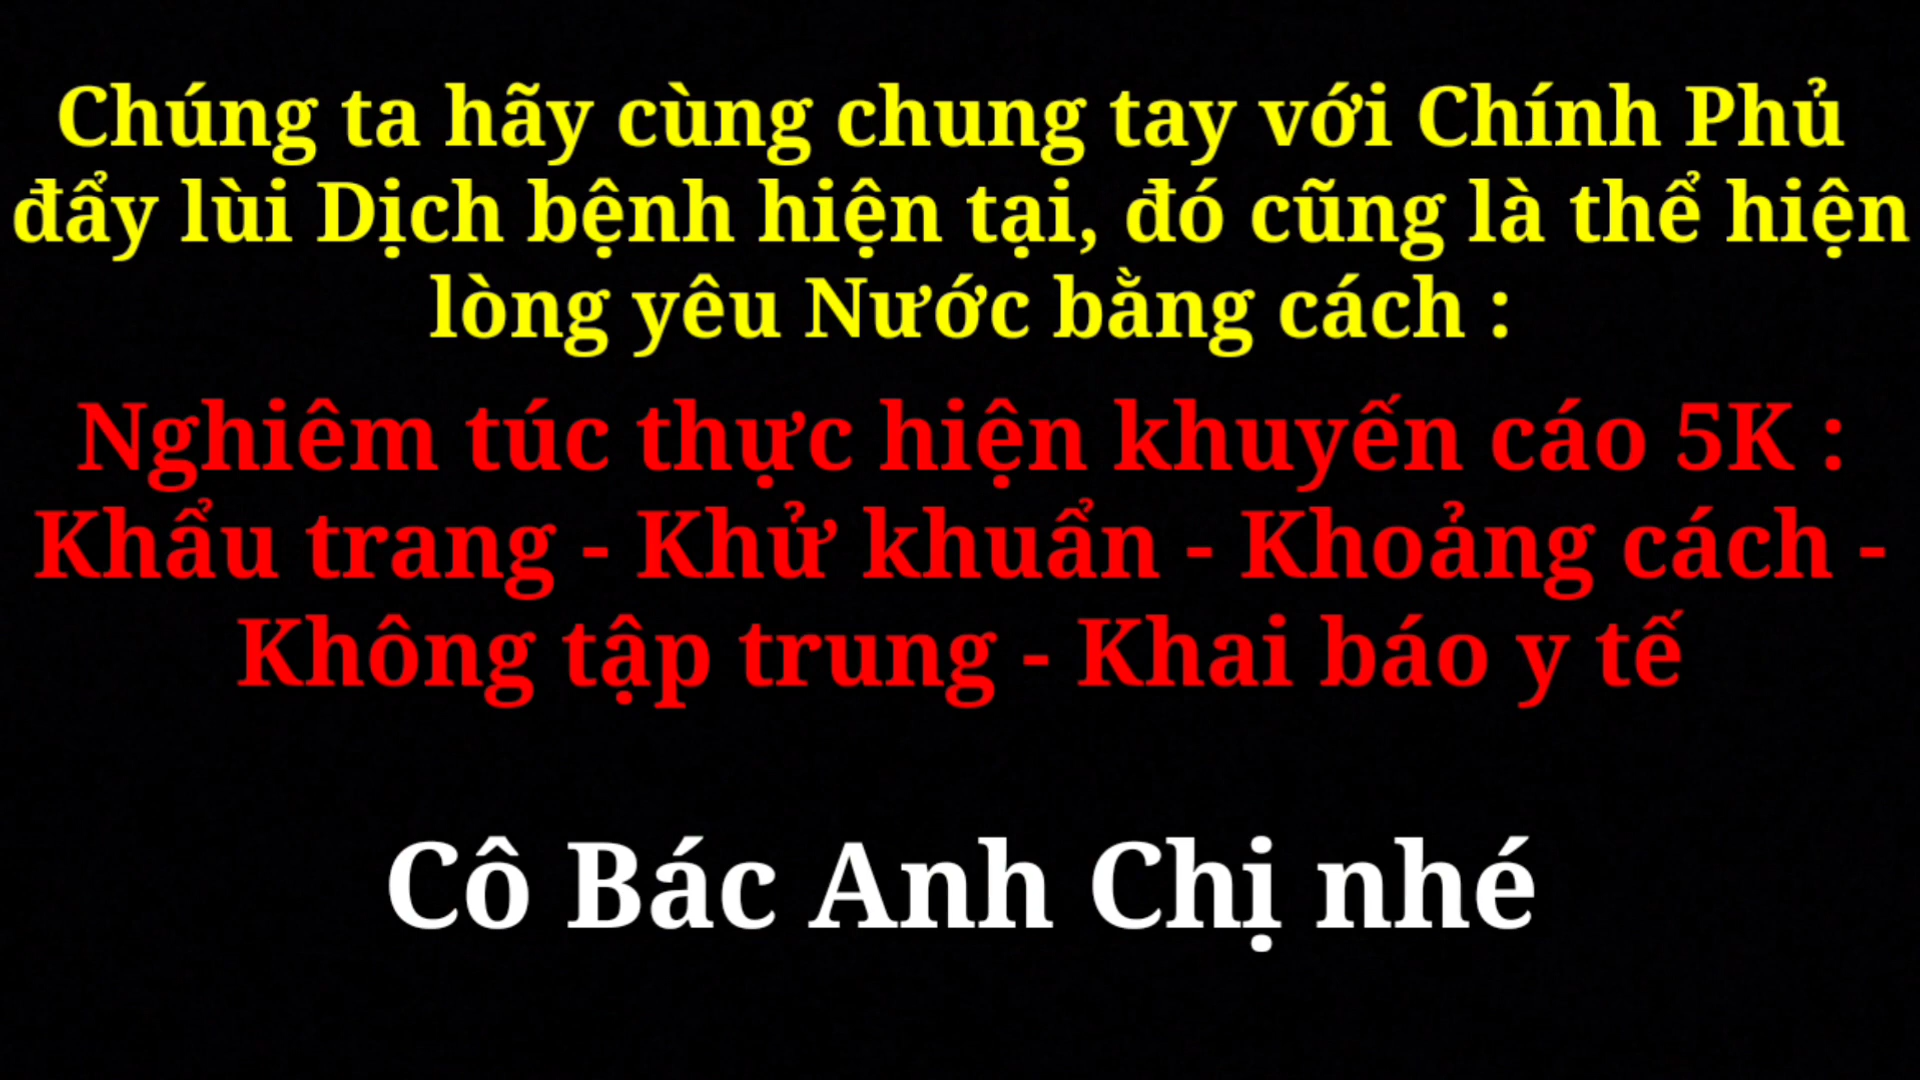 Chúng ta hãy cùng chung tay với Chính Phủ
đẩy lùi Dịch bệnh hiện tại, đó cũng là thể hiện
lòng yêu Nước bằng cách :
Nghiêm túc thực hiện khuyến cáo 5K :
Khẩu trang - Khử khuẩn - Khoảng cách -
Không tập trung - Khai báo y tế
Cô Bác Anh Chị nhé